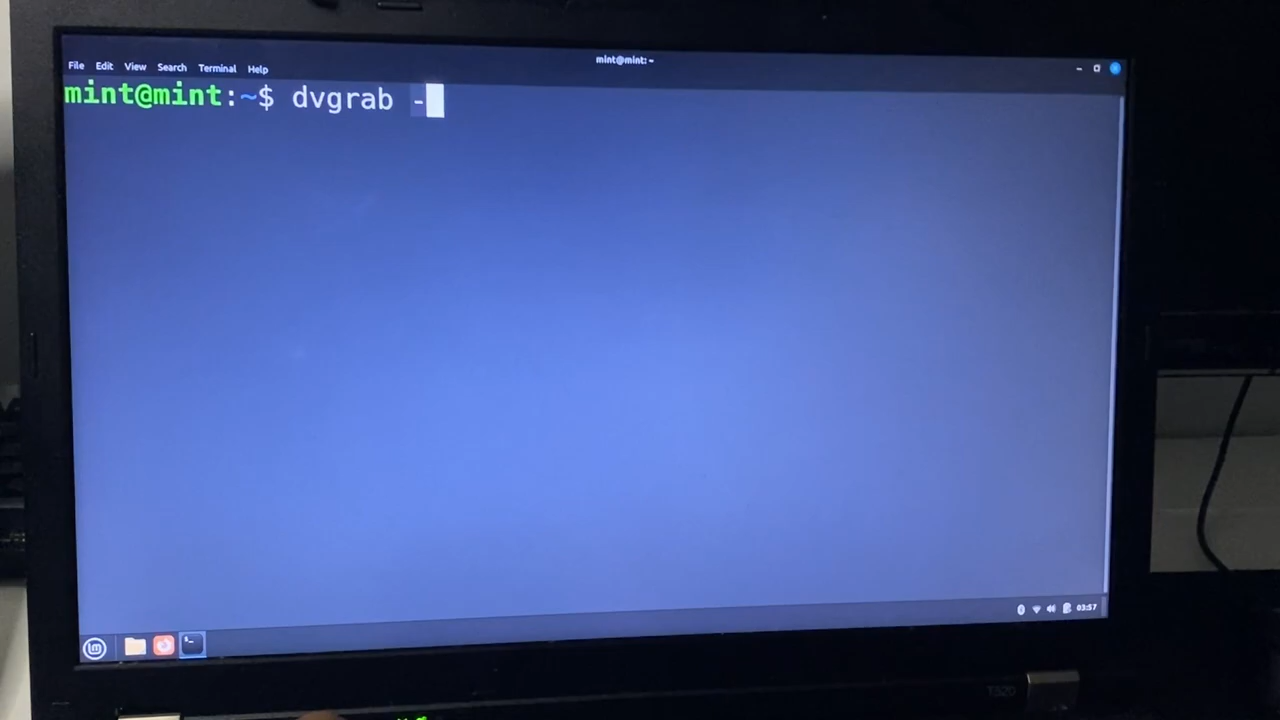 mint@mint: ~
File Edit View Search Terminal Help
mint@mint:~$ dvgrab -
03:57